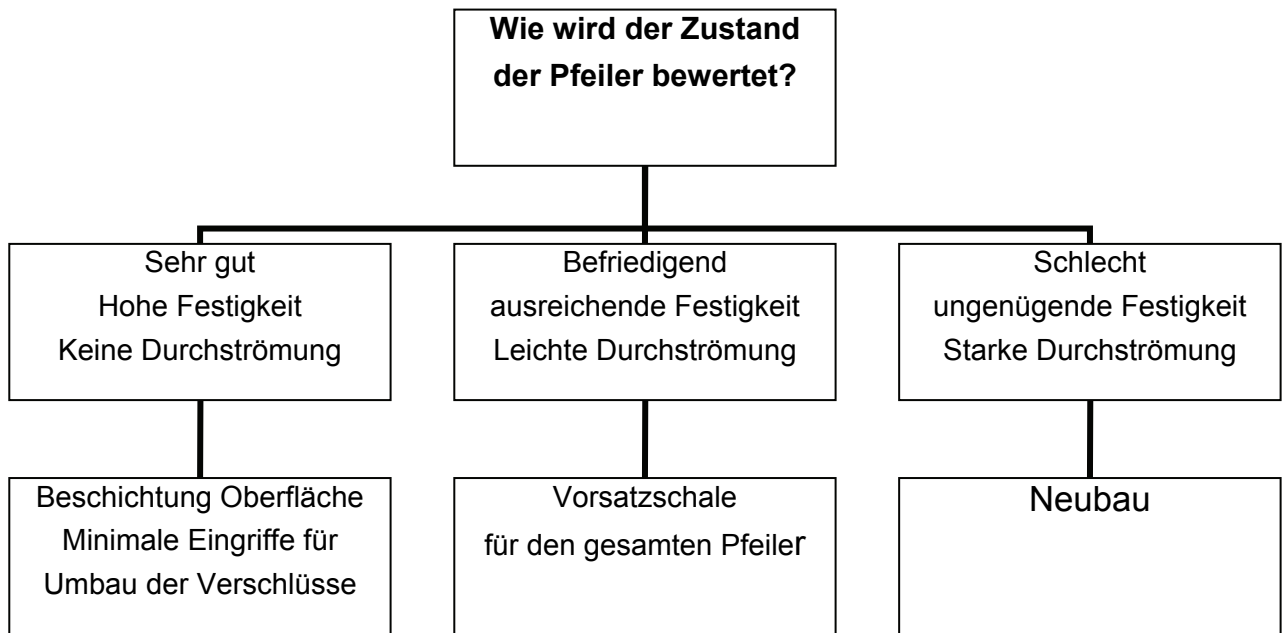 Wie wird der Zustand
der Pfeiler bewertet?
Sehr gut
Hohe Festigkeit
Keine Durchströmung
Befriedigend
ausreichende Festigkeit
Leichte Durchströmung
Schlecht
ungenügende Festigkeit
Starke Durchströmung
Beschichtung Oberfläche
Minimale Eingriffe für
Umbau der Verschlüsse
Vorsatzschale
für den gesamten Pfeiler
Neubau